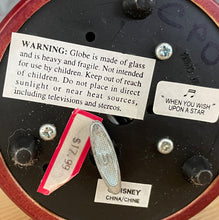 WARNING: Globe is made of glass
and is heavy and fragile. Not intended
for use by children. Keep out of reach
of children. Do not place in direct
sunlight or near heat sources,
including televisions and stereos.
WHEN YOU WISH
UPON A STAR
$12.99
DISNEY
CHINA/CHINE